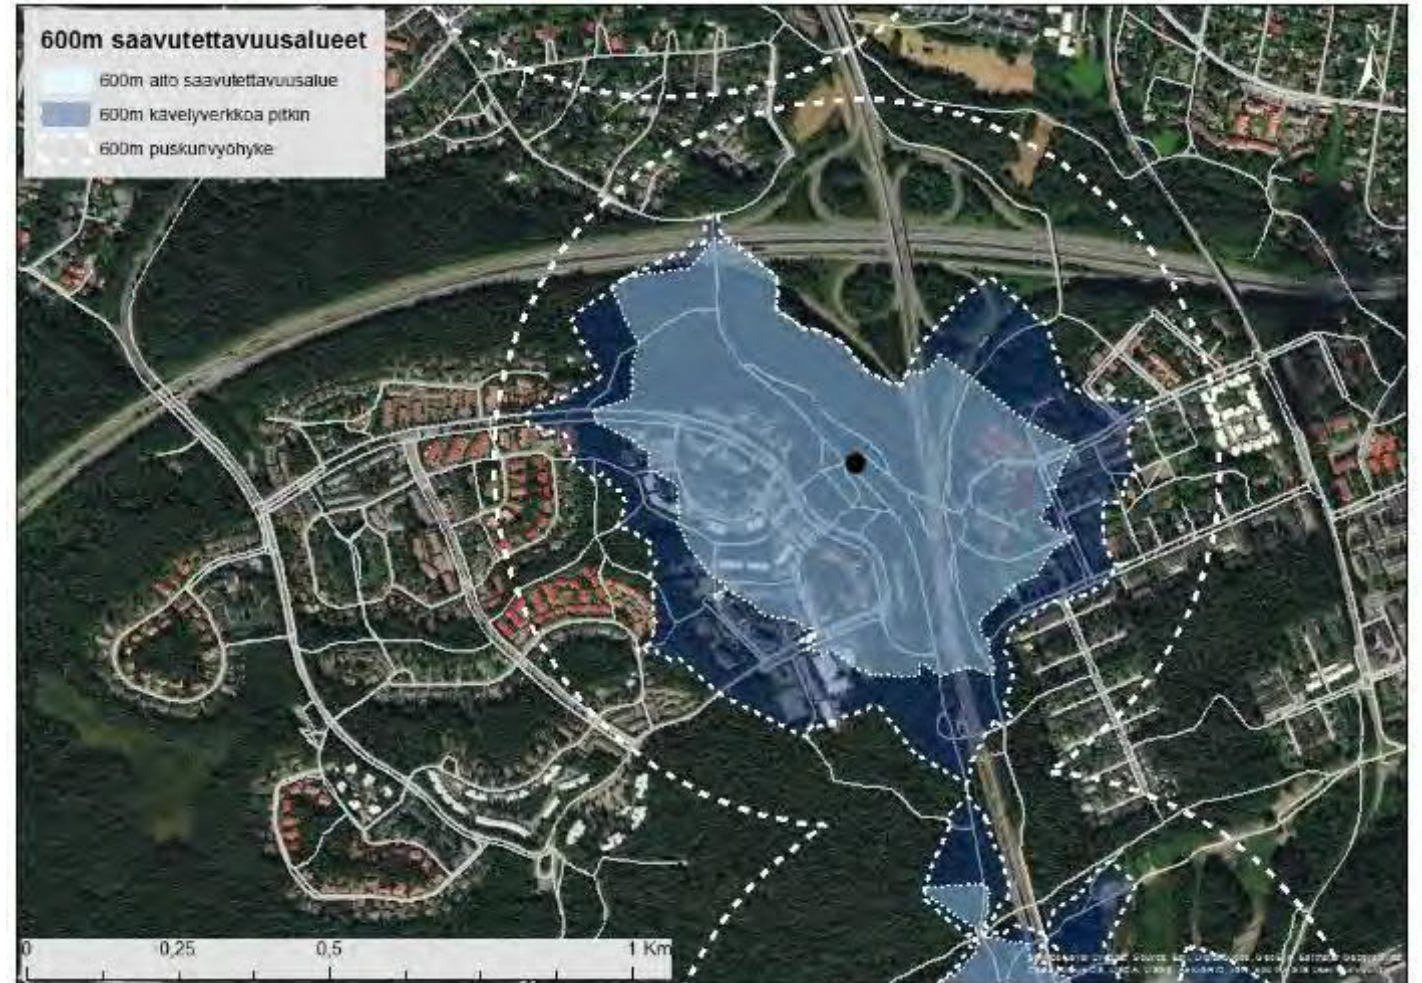 600m saavutettavuusalueet
600m aito saavutettavuusalue
600m kävelyverkkoa pitkin
600m puskurivyöhyke
N
0 0,25 0,5 1 Km